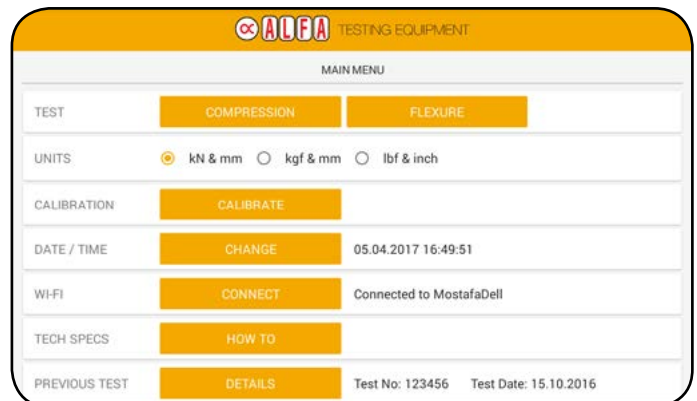 ALFA TESTING EQUIPMENT
MAIN MENU
TEST COMPRESSION FLEXURE
UNITS kN & mm kgf & mm lbf & inch
CALIBRATION CALIBRATE
DATE / TIME CHANGE 05.04.2017 16:49:51
WI-FI CONNECT Connected to MostafaDell
TECH SPECS HOW TO
PREVIOUS TEST DETAILS Test No: 123456 Test Date: 15.10.2016